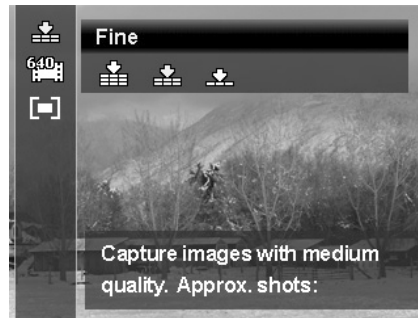 Fine
640
Capture images with medium
quality. Approx. shots: